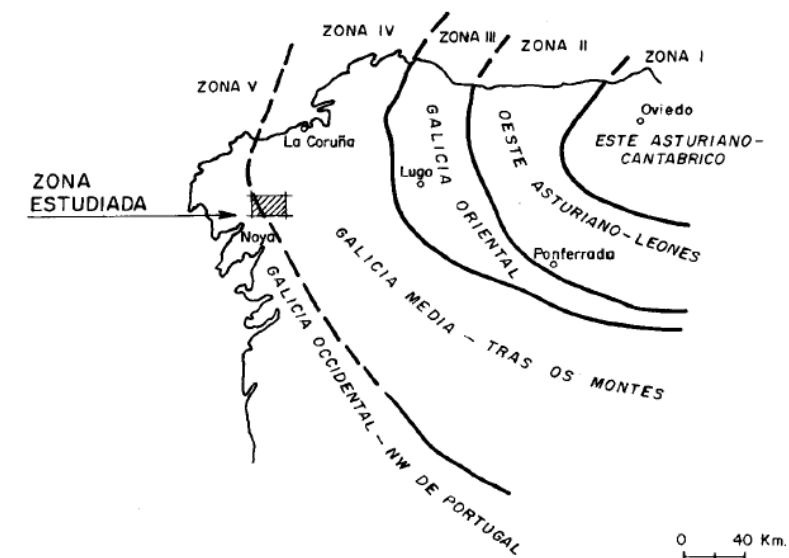 ZONA IV
ZONA III
ZONA II
ZONA I
ZONA V
Oviedo
La Coruña
ESTE ASTURIANO-
CANTABRICO
Lugo
ZONA
ESTUDIADA
Noya
Ponferrada
GALICIA ORIENTAL
OESTE ASTURIANO-LEONES
GALICIA MEDIA - TRAS OS MONTES
GALICIA OCCIDENTAL - NW DE PORTUGAL
0 40 Km.